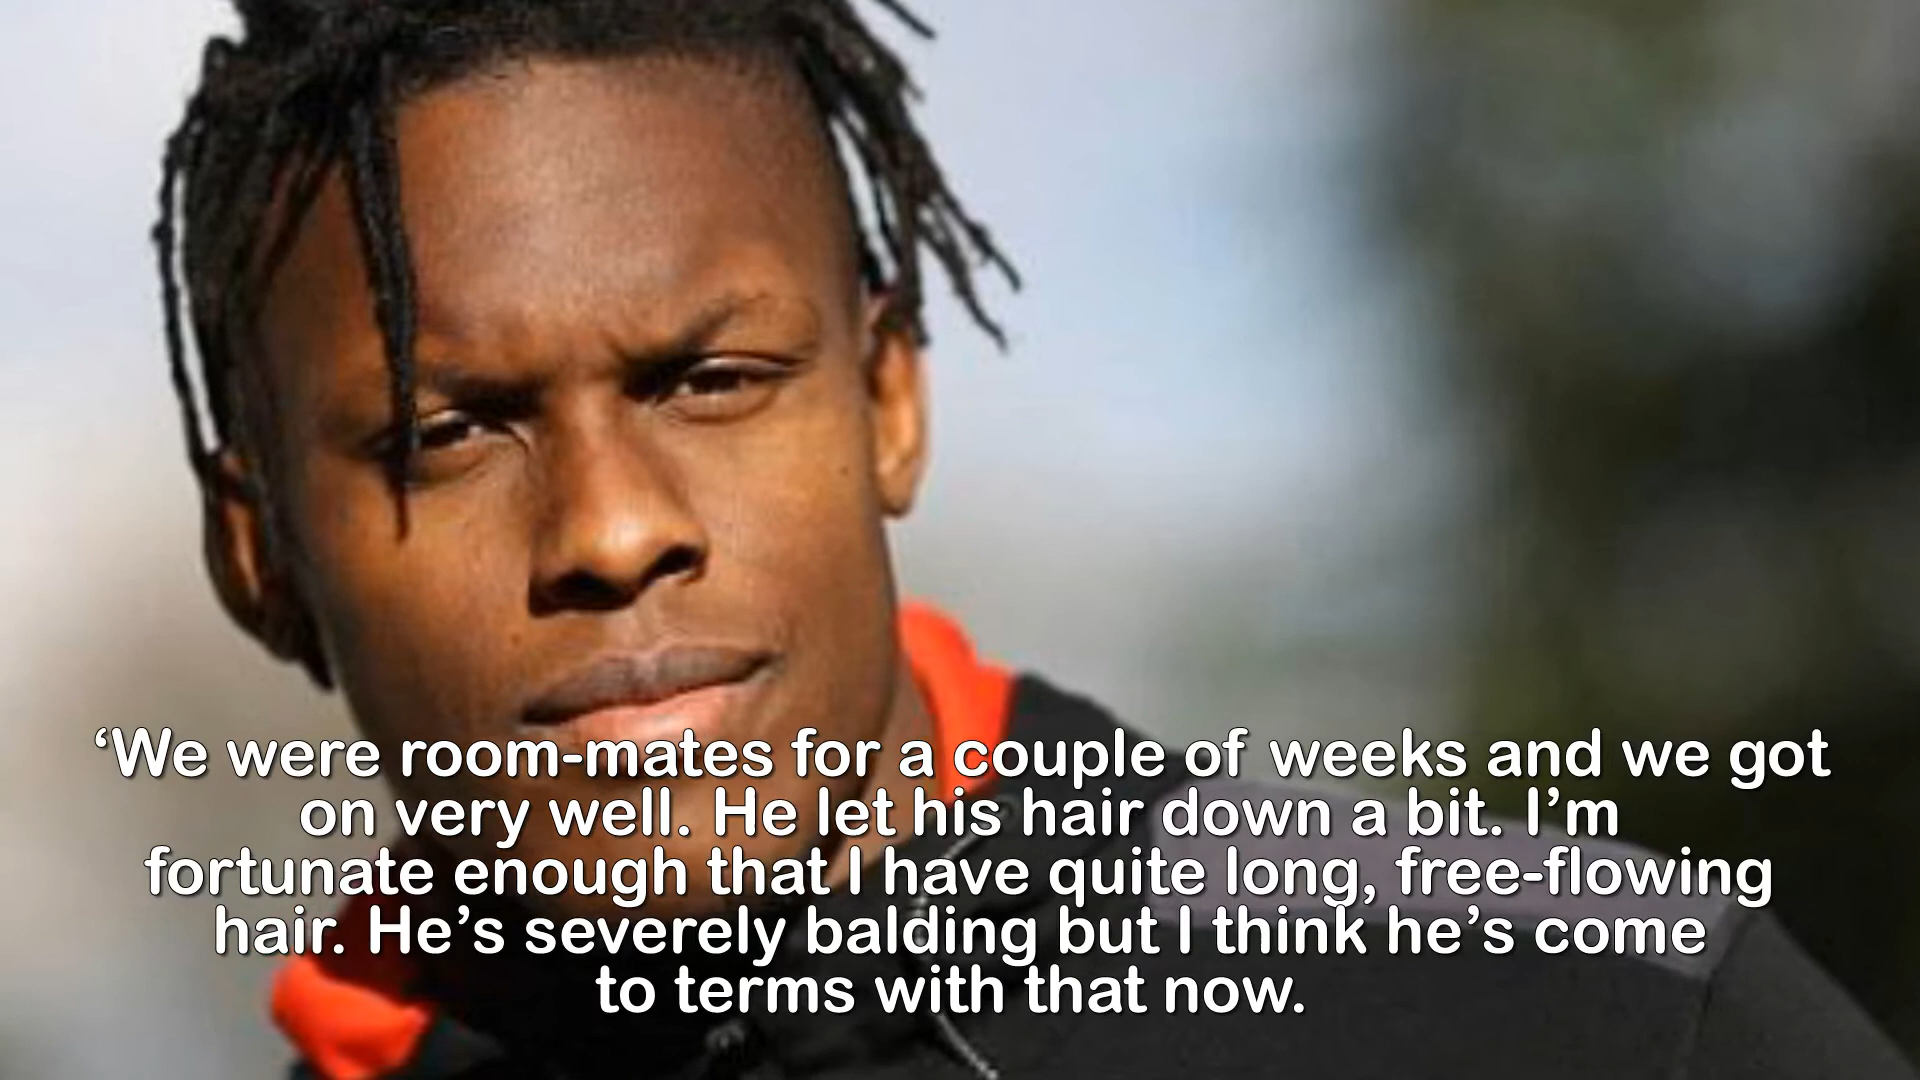 ‘We were room-mates for a couple of weeks and we got
on very well. He let his hair down a bit. I’m
fortunate enough that I have quite long, free-flowing
hair. He’s severely balding but I think he’s come
to terms with that now.